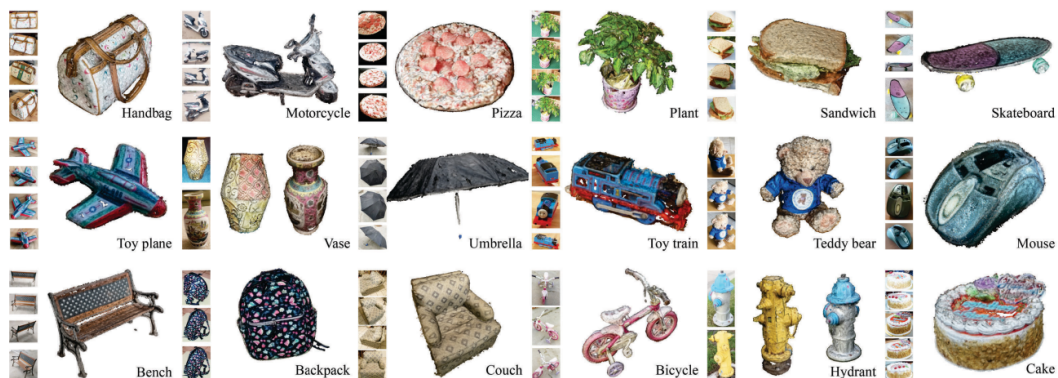 Handbag
Motorcycle
Pizza
Plant
Sandwich
Skateboard
Toy plane
Vase
Umbrella
Toy train
Teddy bear
Mouse
Bench
Backpack
Couch
Bicycle
Hydrant
Cake